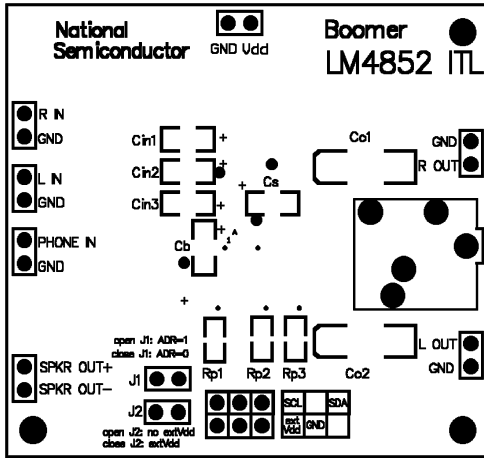 National
Semiconductor
GND Vdd
Boomer
LM4852 ITL
R IN
GND
L IN
GND
PHONE IN
GND
Cin1
+
Cin2
+
Cin3
+
Cs
+
Cb
1 A
+
Co1
GND
R OUT
open J1: ADR=1
close J1: ADR=0
SPKR OUT+
SPKR OUT-
J1
J2
open J2: no extVdd
close J2: extVdd
Rp1
Rp2
Rp3
Co2
L OUT
GND
SCL
SDA
ext
Vdd
GND